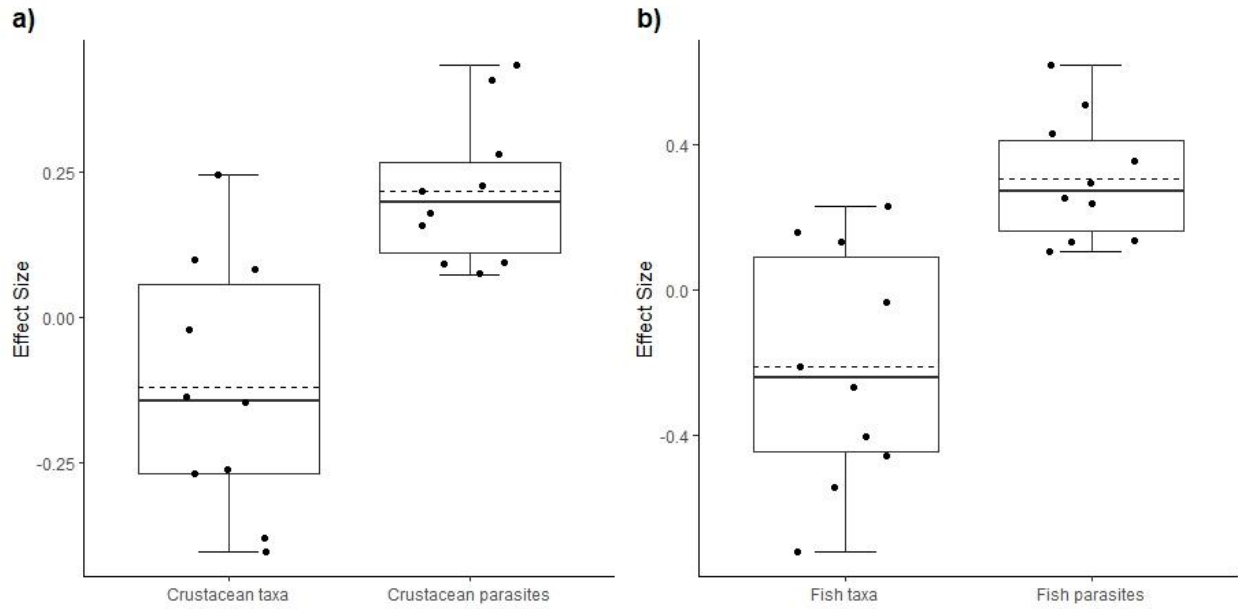 a)
Effect Size
0.25
0.00
-0.25
Crustacean taxa
Crustacean parasites
b)
Effect Size
0.4
0.0
-0.4
Fish taxa
Fish parasites